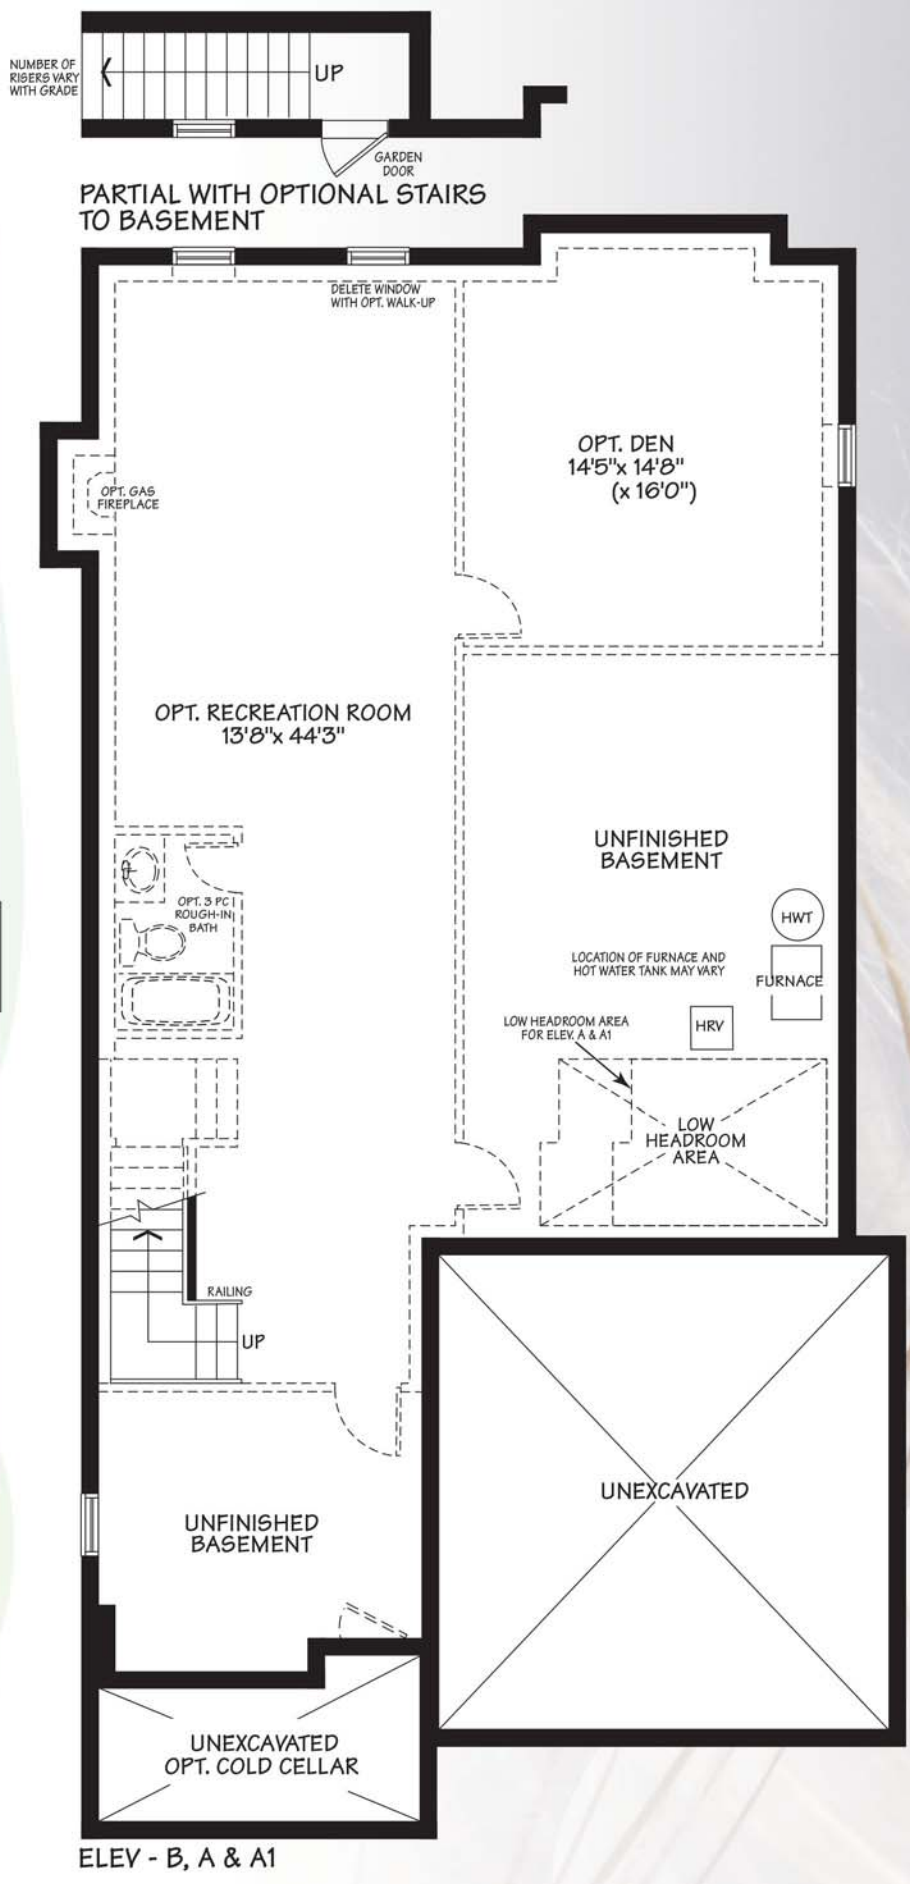 NUMBER OF
RISERS VARY
WITH GRADE
UP
GARDEN
DOOR
PARTIAL WITH OPTIONAL STAIRS
TO BASEMENT
DELETE WINDOW
WITH OPT. WALK-UP
OPT. DEN
14'5"x 14'8"
(x 16'0")
OPT. GAS
FIREPLACE
OPT. RECREATION ROOM
13'8"x 44'3"
UNFINISHED
BASEMENT
OPT. 3 PC
ROUGH-IN
BATH
HWT
LOCATION OF FURNACE AND
HOT WATER TANK MAY VARY
FURNACE
LOW HEADROOM AREA
FOR ELEV. A & A1
HRV
LOW
HEADROOM
AREA
RAILING
UP
UNEXCAVATED
UNFINISHED
BASEMENT
UNEXCAVATED
OPT. COLD CELLAR
ELEV - B, A & A1